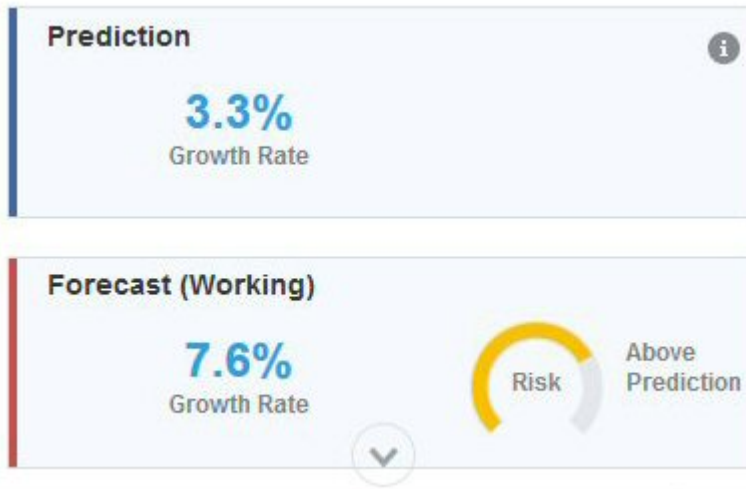 Prediction
i
3.3%
Growth Rate
Forecast (Working)
7.6%
Growth Rate
Risk
Above
Prediction